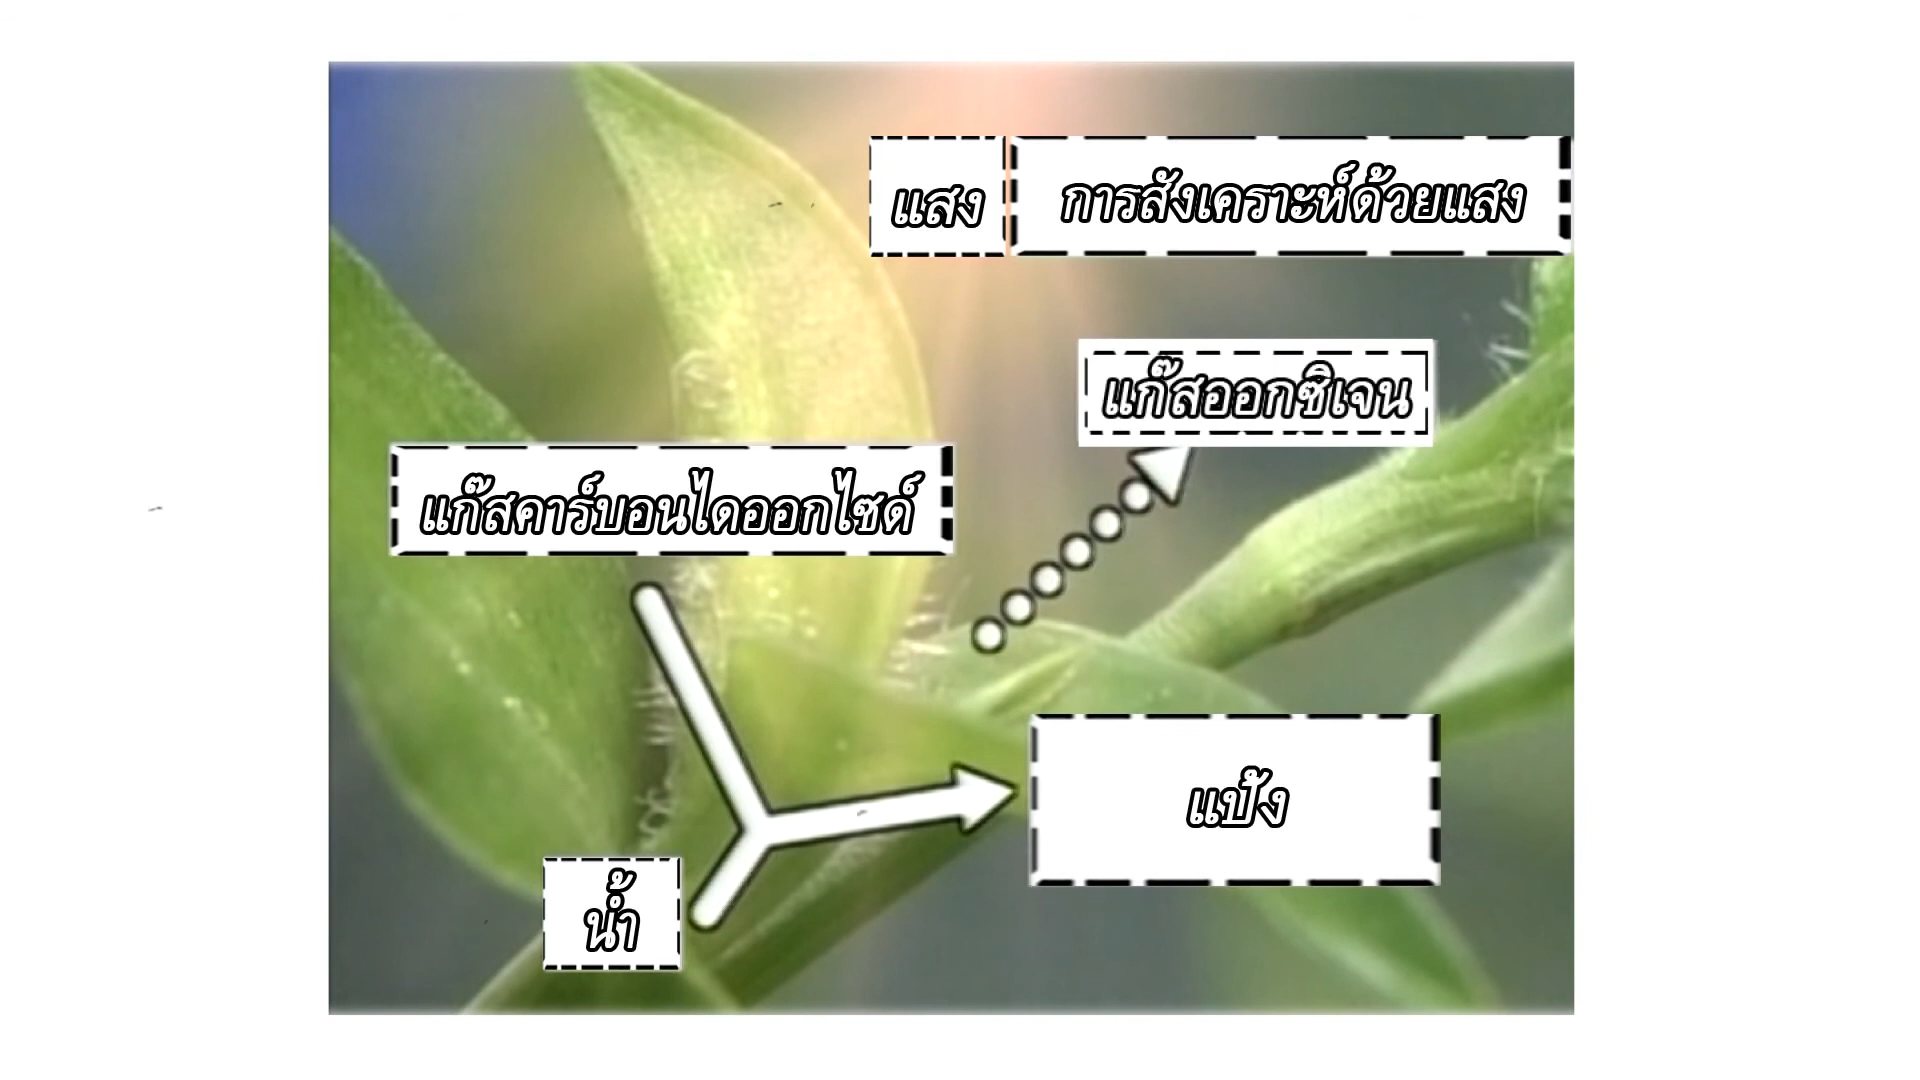 แสง
การสังเคราะห์ด้วยแสง
แก๊สออกซิเจน
แก๊สคาร์บอนไดออกไซด์
แป้ง
น้ำ